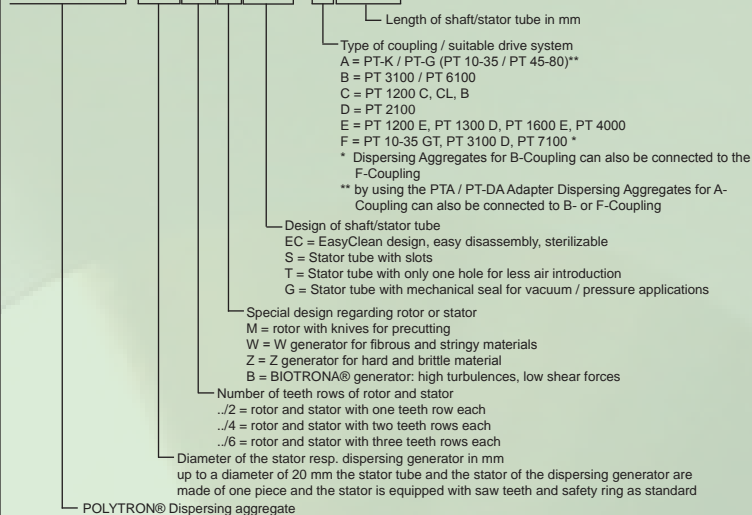 Length of shaft/stator tube in mm
Type of coupling / suitable drive system
A = PT-K / PT-G (PT 10-35 / PT 45-80)**
B = PT 3100 / PT 6100
C = PT 1200 C, CL, B
D = PT 2100
E = PT 1200 E, PT 1300 D, PT 1600 E, PT 4000
F = PT 10-35 GT, PT 3100 D, PT 7100 *
* Dispersing Aggregates for B-Coupling can also be connected to the
F-Coupling
** by using the PTA / PT-DA Adapter Dispersing Aggregates for A-
Coupling can also be connected to B- or F-Coupling
Design of shaft/stator tube
EC = EasyClean design, easy disassembly, sterilizable
S = Stator tube with slots
T = Stator tube with only one hole for less air introduction
G = Stator tube with mechanical seal for vacuum / pressure applications
Special design regarding rotor or stator
M = rotor with knives for precutting
W = W generator for fibrous and stringy materials
Z = Z generator for hard and brittle material
B = BIOTRONA® generator: high turbulences, low shear forces
Number of teeth rows of rotor and stator
../2 = rotor and stator with one teeth row each
../4 = rotor and stator with two teeth rows each
../6 = rotor and stator with three teeth rows each
Diameter of the stator resp. dispersing generator in mm
up to a diameter of 20 mm the stator tube and the stator of the dispersing generator are
made of one piece and the stator is equipped with saw teeth and safety ring as standard
POLYTRON® Dispersing aggregate